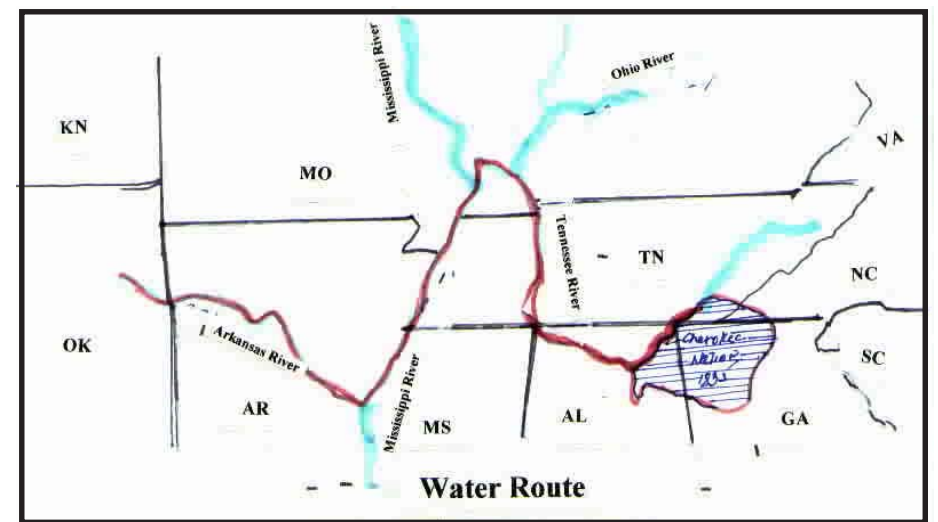 Mississippi River
Ohio River
KN
VA
MO
Tennessee River
TN
NC
OK
Arkansas River
Cherokee
SC
AR
Mississippi River
MS
AL
GA
Water Route